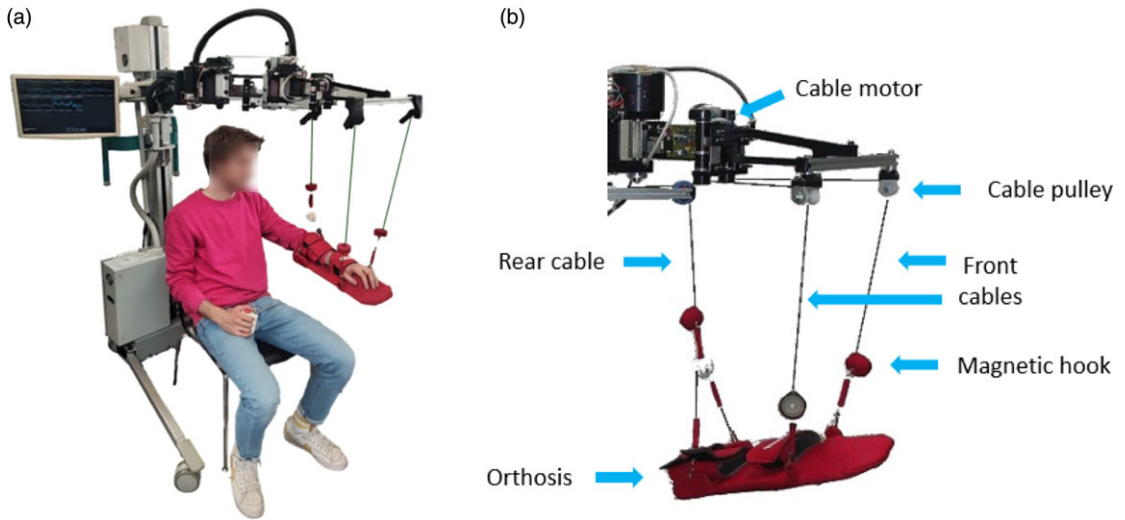 (a)
(b)
Cable motor
Cable pulley
Rear cable
Front
cables
Magnetic hook
Orthosis